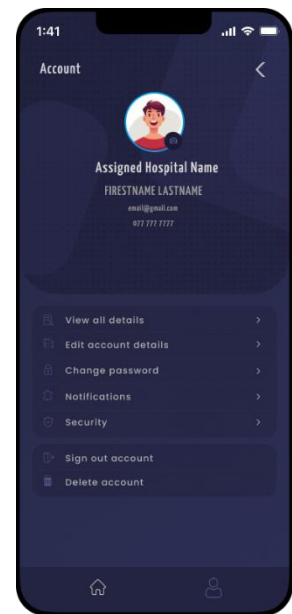 1:41
Account
Assigned Hospital Name
FIRESTNAME LASTNAME
email@gmail.com
077 777 7777
View all details
Edit account details
Change password
Notifications
Security
Sign out account
Delete account